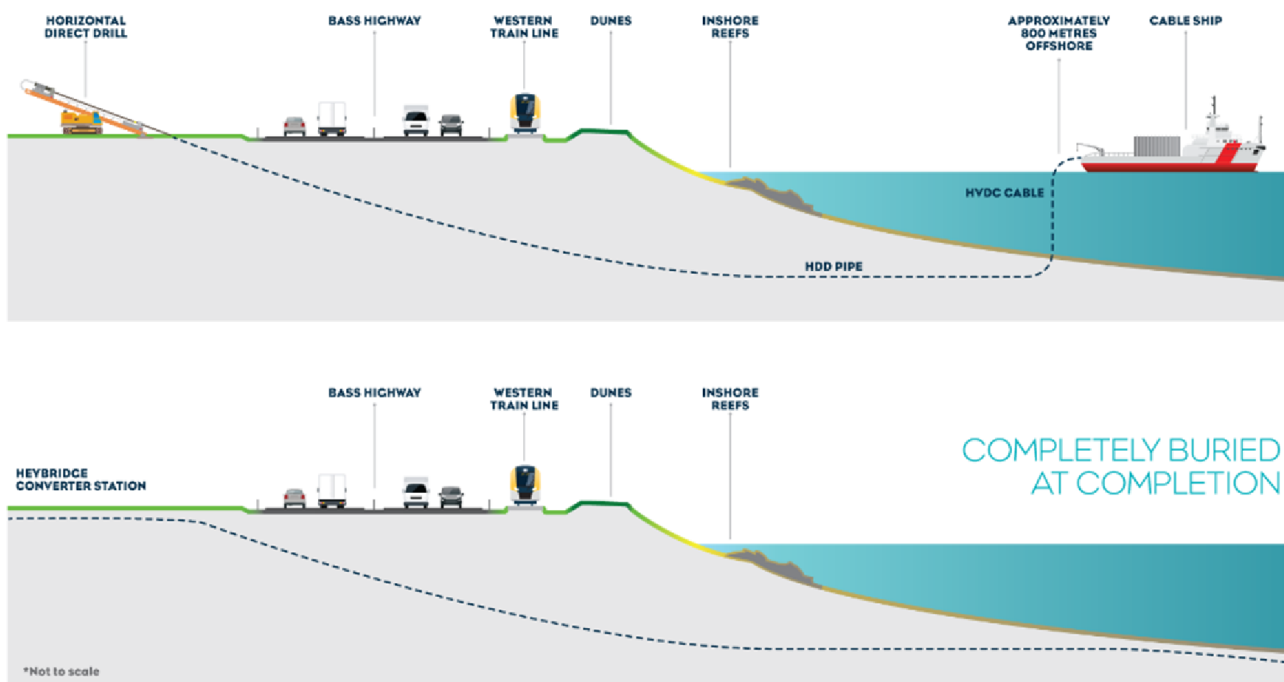 HORIZONTAL
DIRECT DRILL
BASS HIGHWAY
WESTERN
TRAIN LINE
DUNES
INSHORE
REEFS
APPROXIMATELY
800 METRES
OFFSHORE
CABLE SHIP
HVDC CABLE
HDD PIPE
BASS HIGHWAY
WESTERN
TRAIN LINE
DUNES
INSHORE
REEFS
COMPLETELY BURIED
AT COMPLETION
HEYBRIDGE
CONVERTER STATION
*Not to scale